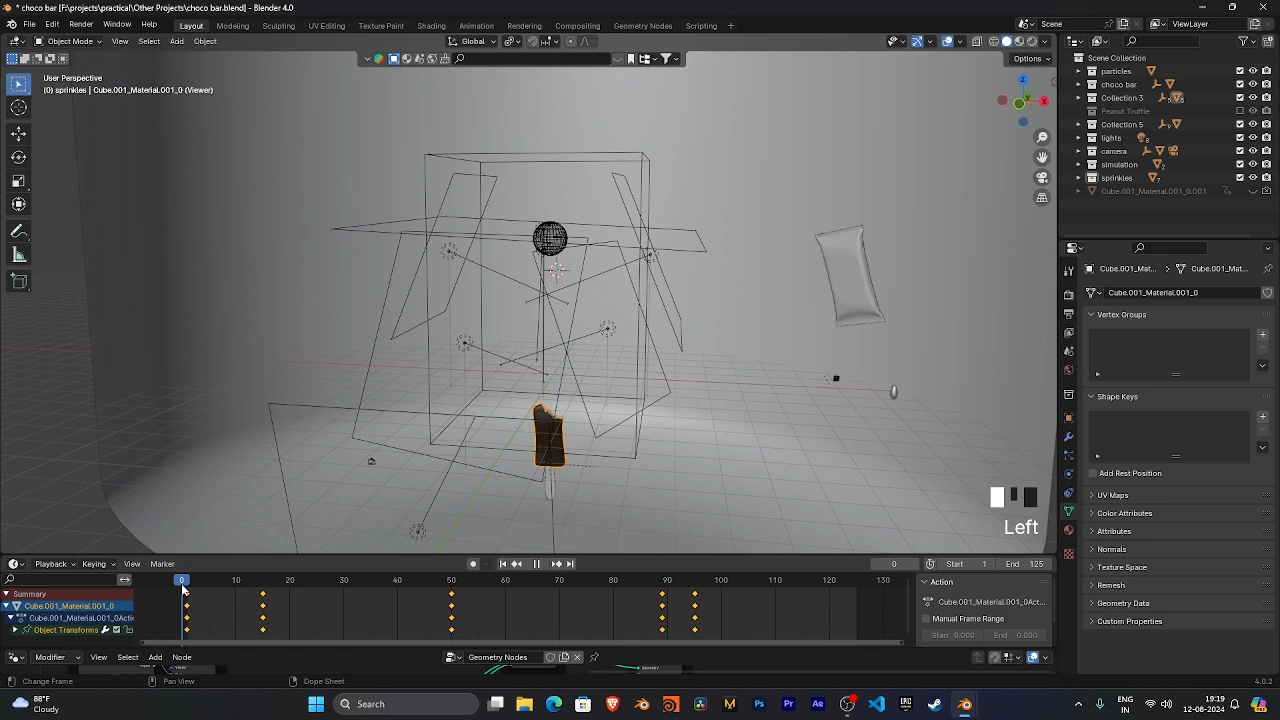 * choco bar [F:\projects\practical\Other Projects\choco bar.blend] - Blender 4.0
File Edit Render Window Help Layout Modeling Sculpting UV Editing Texture Paint Shading Animation Rendering Compositing Geometry Nodes Scripting + Scene ViewLayer
Object Mode View Select Add Object Global
Options
User Perspective
(0) sprinkles | Cube.001_Material.001_0 (Viewer)
X
Z
Scene Collection
particles
choco bar
Collection 3
Peanut Truffle
Collection 5
lights
camera
simulation
sprinkles
Cube.001_Material.001_0.001
Cube.001_Mat... Cube.001_Mat...
Cube.001_Material.001_0
Vertex Groups
Shape Keys
Add Rest Position
UV Maps
Color Attributes
Attributes
Normals
Texture Space
Remesh
Geometry Data
Custom Properties
Left
Playback Keying View Marker 0 Start 1 End 125
0 10 20 30 40 50 60 70 80 90 100 110 120 130
Summary
Cube.001_Material.001_0
Cube.001_Material.001_0Acti
Object Transforms
Action
Cube.001_Material.001_0Act...
Manual Frame Range
Start 0.000 End 0.000
Modifier View Select Add Node Geometry Nodes
Change Frame Pan View Dope Sheet 4.0.2
88°F
Cloudy
Search
ENG
IN
19:19
12-08-2024